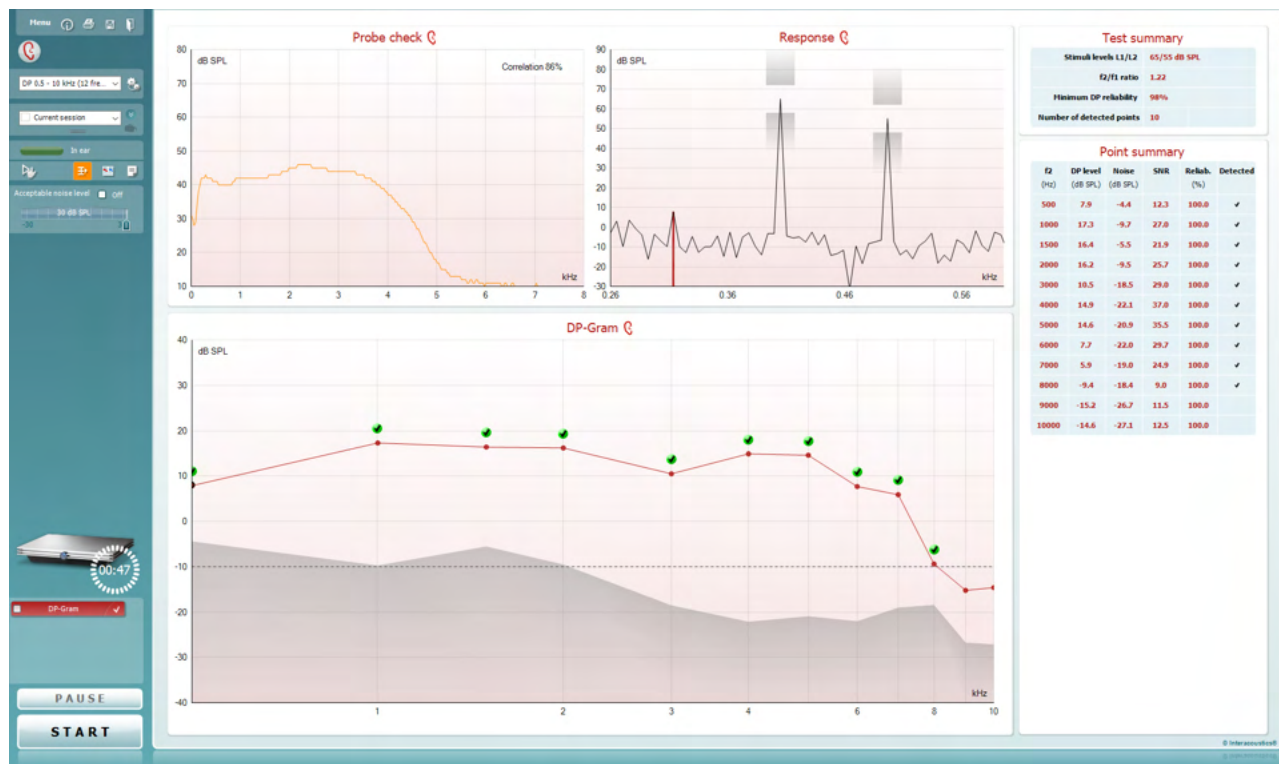 Menu
DP 0.5 - 10 kHz (12 fre...
Current session
In ear
Acceptable noise level Off
30 dB SPL
-30
00:47
DP-Gram
PAUSE
START
Probe check
dB SPL
Correlation 86%
80
70
60
50
40
30
20
10
kHz
0 1 2 3 4 5 6 7 8
Response
dB SPL
90
80
70
60
50
40
30
20
10
0
-10
-20
-30
kHz
0.26 0.36 0.46 0.56
DP-Gram
dB SPL
40
30
20
10
0
-10
-20
-30
-40
kHz
1 2 3 4 6 8 10
Test summary
Stimuli levels L1/L2 65/55 dB SPL
f2/f1 ratio 1.22
Minimum DP reliability 98%
Number of detected points 10
Point summary
f2 DP level Noise SNR Reliab. Detected
(Hz) (dB SPL) (dB SPL) (%)
500 7.9 -4.4 12.3 100.0
1000 17.3 -9.7 27.0 100.0
1500 16.4 -5.5 21.9 100.0
2000 16.2 -9.5 25.7 100.0
3000 10.5 -18.5 29.0 100.0
4000 14.9 -22.1 37.0 100.0
5000 14.6 -20.9 35.5 100.0
6000 7.7 -22.0 29.7 100.0
7000 5.9 -19.0 24.9 100.0
8000 -9.4 -18.4 9.0 100.0
9000 -15.2 -26.7 11.5 100.0
10000 -14.6 -27.1 12.5 100.0
© Interacoustics®